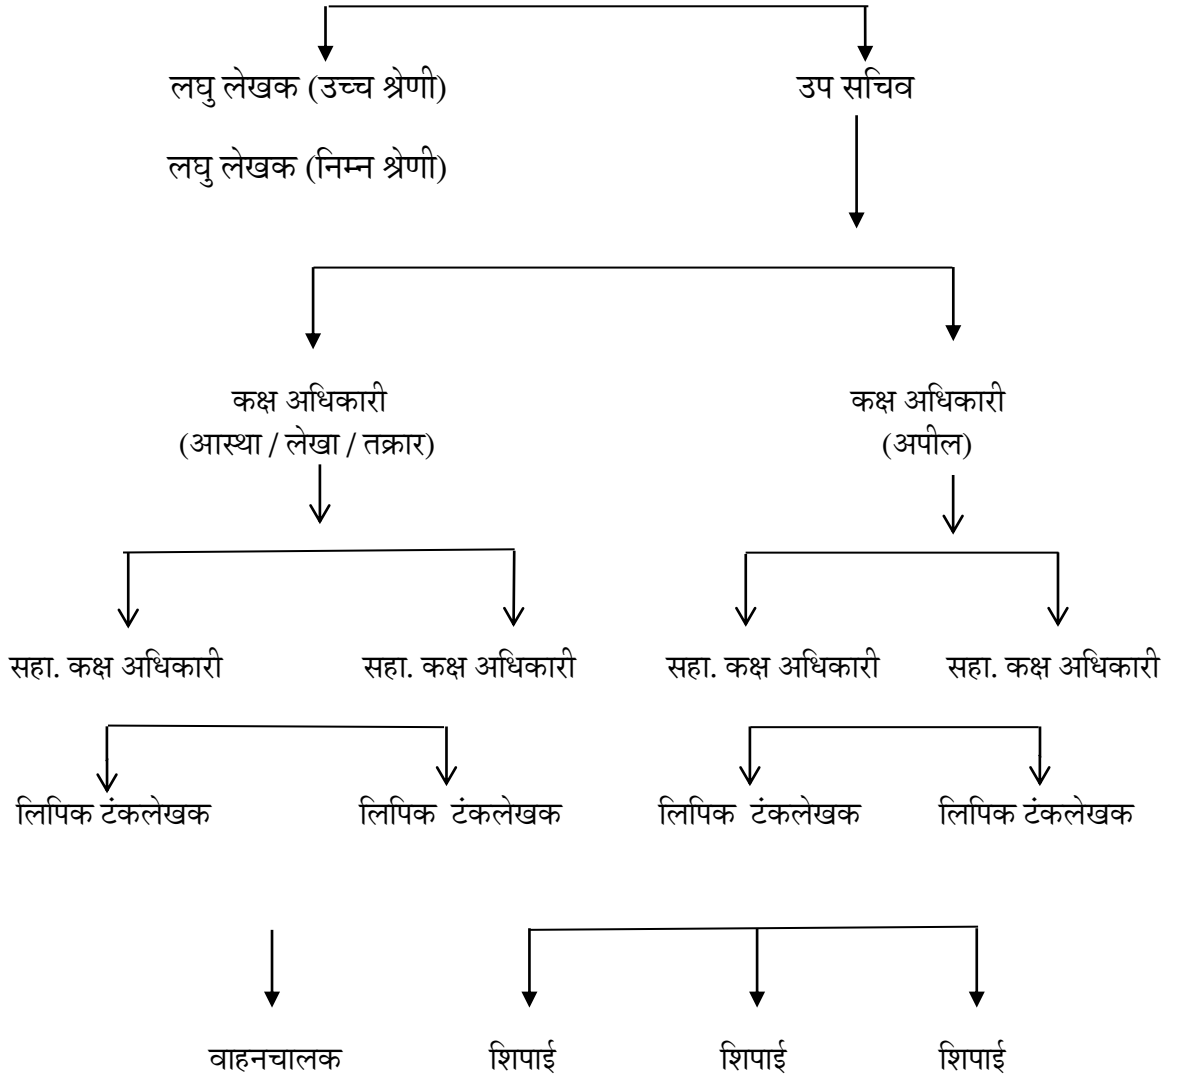 लघु लेखक (उच्च श्रेणी) उप सचिव
लघु लेखक (निम्न श्रेणी)
कक्ष अधिकारी कक्ष अधिकारी
(आस्था / लेखा / तक्रार) (अपील)
सहा. कक्ष अधिकारी सहा. कक्ष अधिकारी सहा. कक्ष अधिकारी सहा. कक्ष अधिकारी
लिपिक टंकलेखक लिपिक टंकलेखक लिपिक टंकलेखक लिपिक टंकलेखक
वाहनचालक शिपाई शिपाई शिपाई